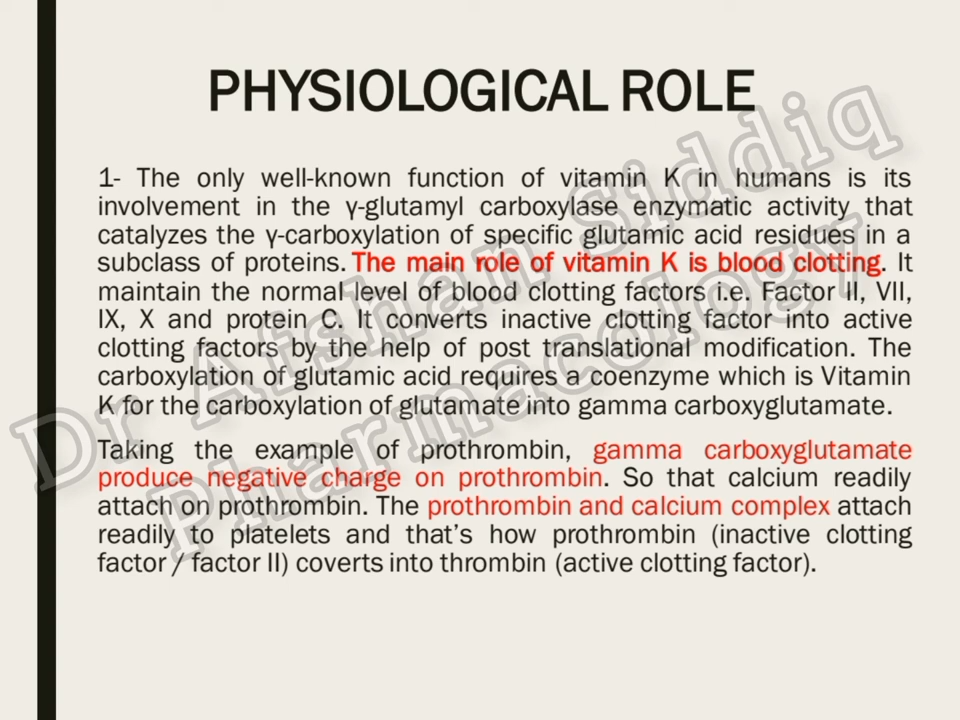 PHYSIOLOGICAL ROLE
1- The only well-known function of vitamin K in humans is its
involvement in the γ-glutamyl carboxylase enzymatic activity that
catalyzes the γ-carboxylation of specific glutamic acid residues in a
subclass of proteins. The main role of vitamin K is blood clotting. It
maintain the normal level of blood clotting factors i.e. Factor II, VII,
IX, X and protein C. It converts inactive clotting factor into active
clotting factors by the help of post translational modification. The
carboxylation of glutamic acid requires a coenzyme which is Vitamin
K for the carboxylation of glutamate into gamma carboxyglutamate.
Taking the example of prothrombin, gamma carboxyglutamate
produce negative charge on prothrombin. So that calcium readily
attach on prothrombin. The prothrombin and calcium complex attach
readily to platelets and that's how prothrombin (inactive clotting
factor / factor II) coverts into thrombin (active clotting factor).
Dr Afshan Siddiq
Pharmacology